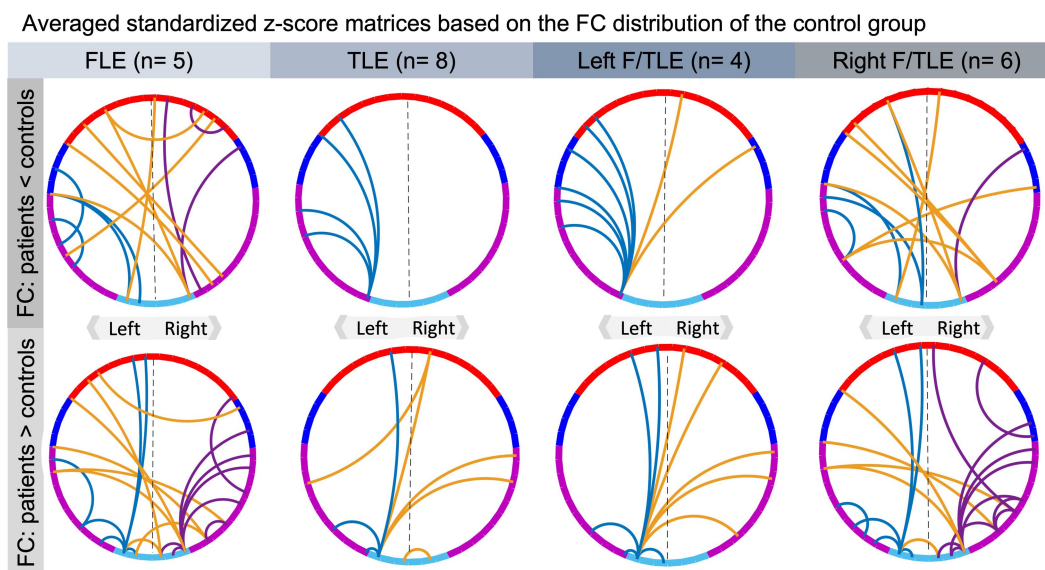 Averaged standardized z-score matrices based on the FC distribution of the control group
FLE (n= 5)
TLE (n= 8)
Left F/TLE (n= 4)
Right F/TLE (n= 6)
FC: patients < controls
Left Right
Left Right
Left Right
Left Right
FC: patients > controls